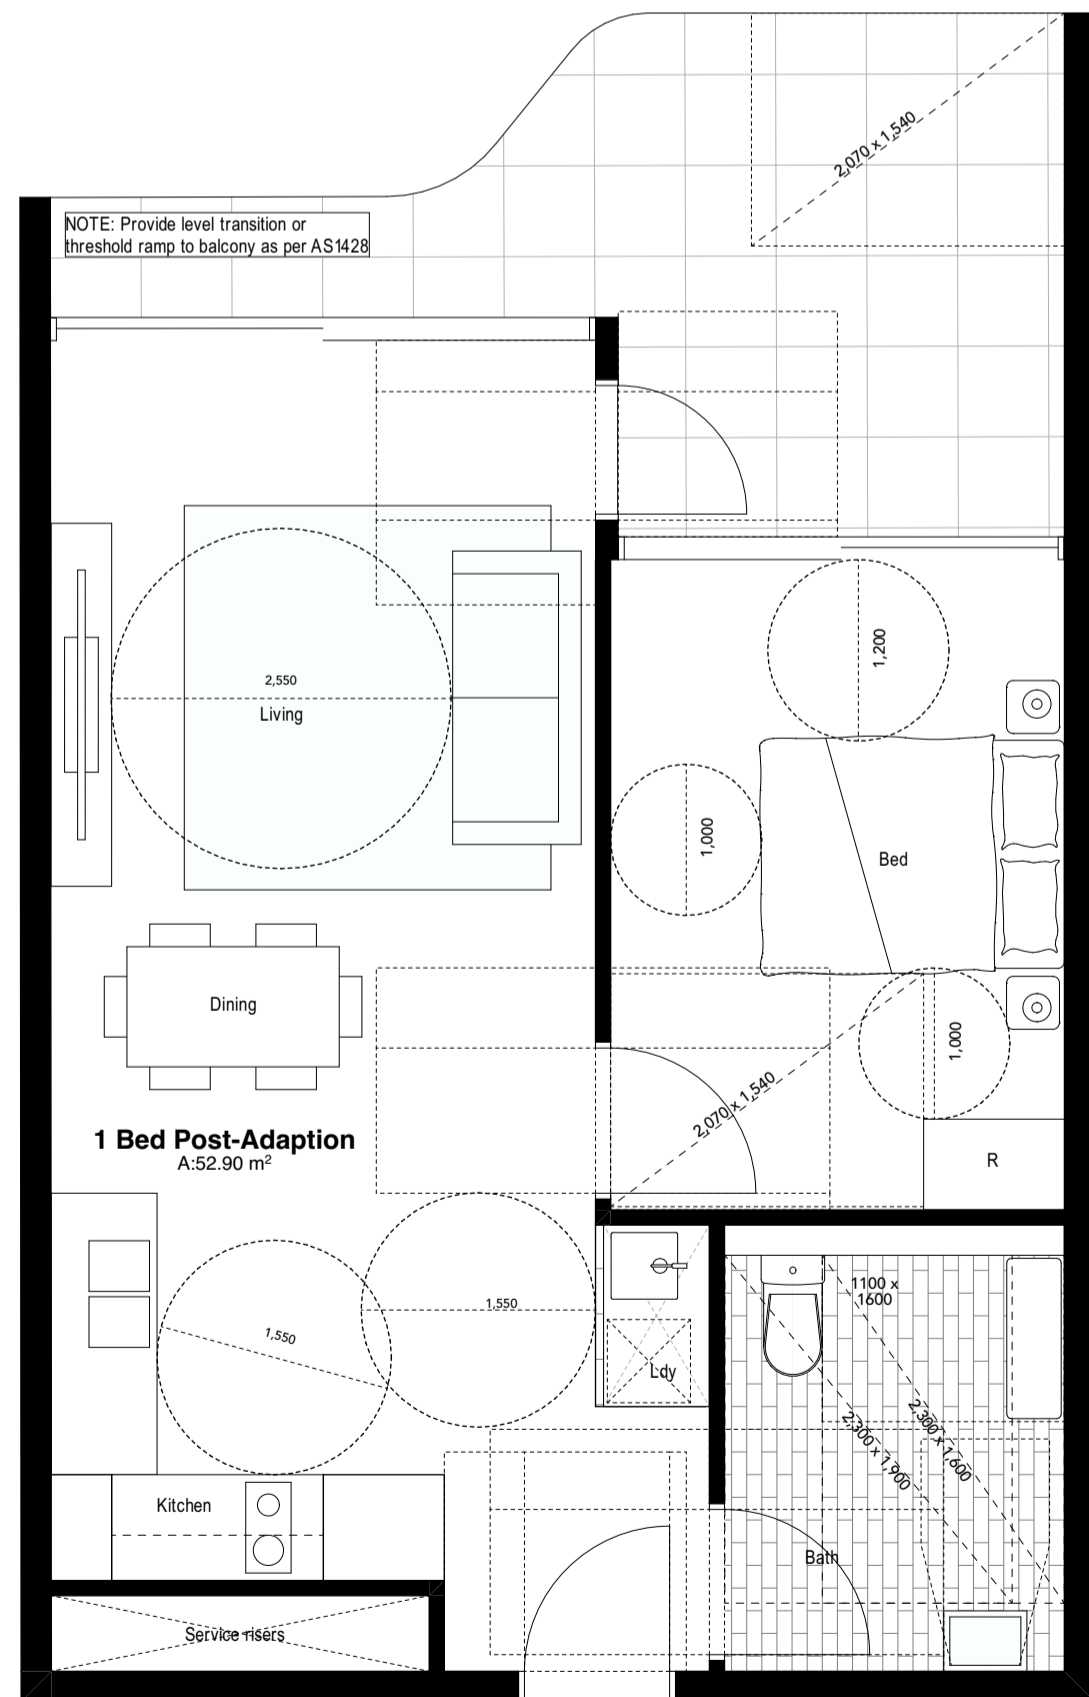 2,070 x 1,540
NOTE: Provide level transition or
threshold ramp to balcony as per AS1428
1,200
2,550
Living
1,000
Bed
Dining
1,000
2,070 x 1,540
1 Bed Post-Adaption
A:52.90 m²
R
1,550
1,550
1100 x
1600
Ldy
2,300 x 1,600
2,300 x 1,900
Kitchen
Bath
Service risers